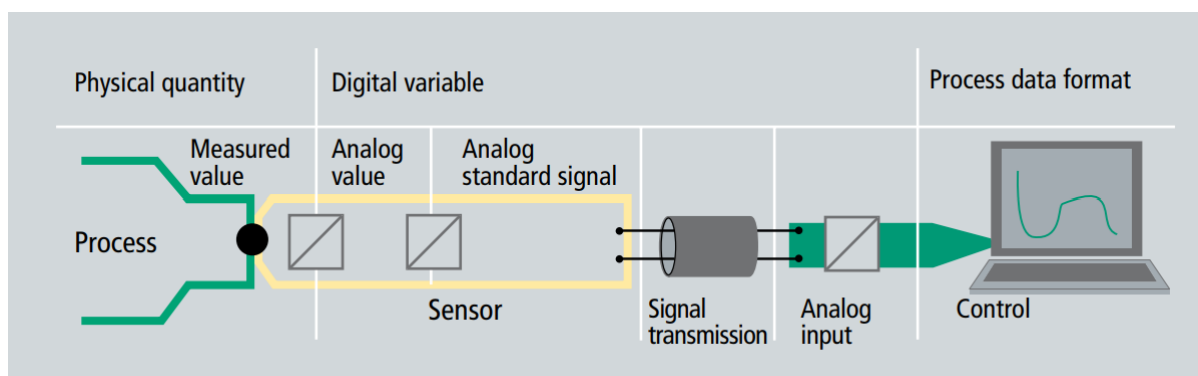 Physical quantity
Digital variable
Process data format
Measured
value
Analog
value
Analog
standard signal
Process
Sensor
Signal
transmission
Analog
input
Control